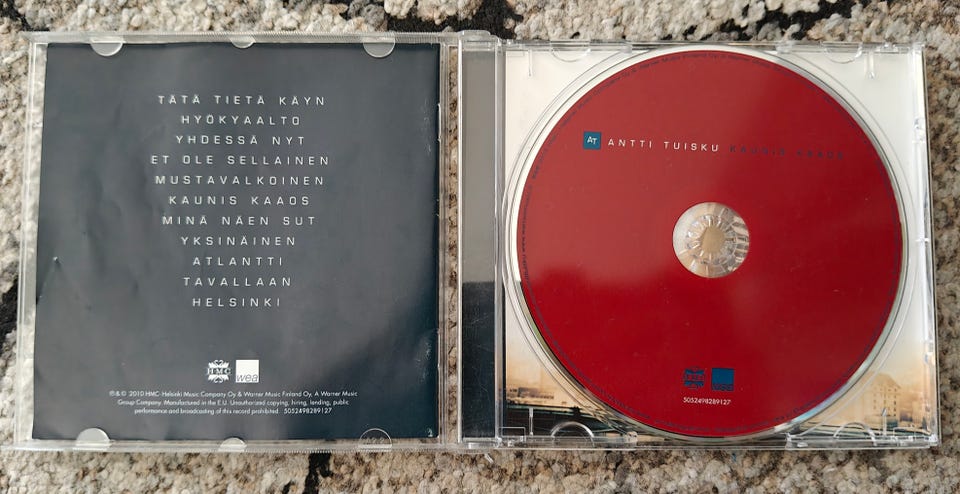 TÄTÄ TIETÄ KÄYN
HYÖKYAALTO
YHDESSÄ NYT
ET OLE SELLAINEN
MUSTAVALKOINEN
KAUNIS KAAOS
MINÄ NÄEN SUT
YKSINÄINEN
ATLANTTI
TAVALLAAN
HELSINKI
HMC wea
℗&© 2010 HMC- Helsinki Music Company Oy & Warner Music Finland Oy, A Warner Music
Group Company. Manufactured in the E.U. Unauthorized copying, hiring, lending, public
performance and broadcasting of this record prohibited. 5052498289127
AT ANTTI TUISKU KAUNIS KAAOS
HMC wea
5052498289127